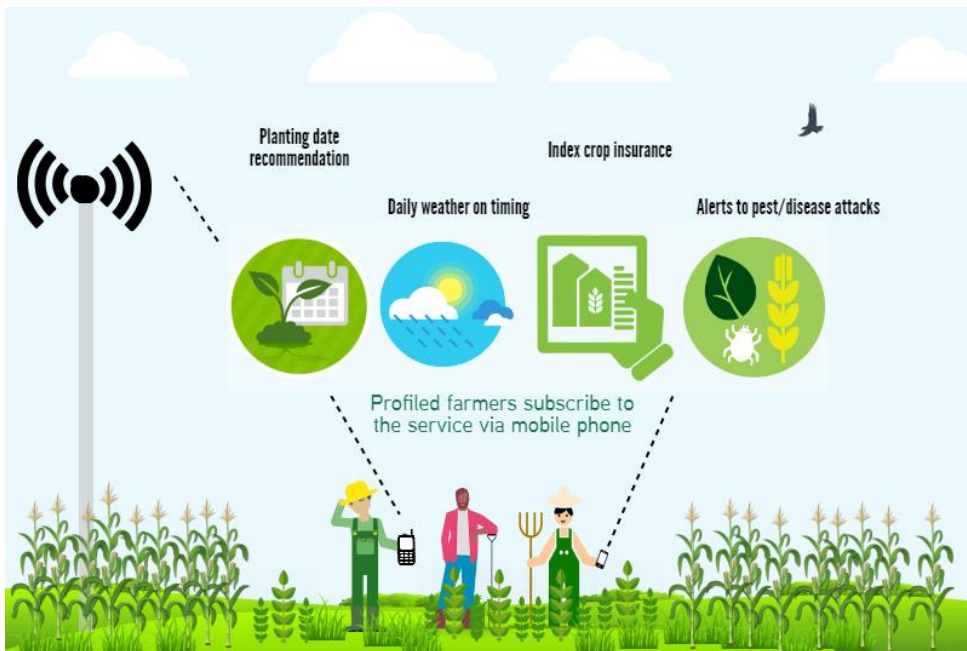 Planting date
recommendation
Index crop insurance
Daily weather on timing
Alerts to pest/disease attacks
Profiled farmers subscribe to
the service via mobile phone